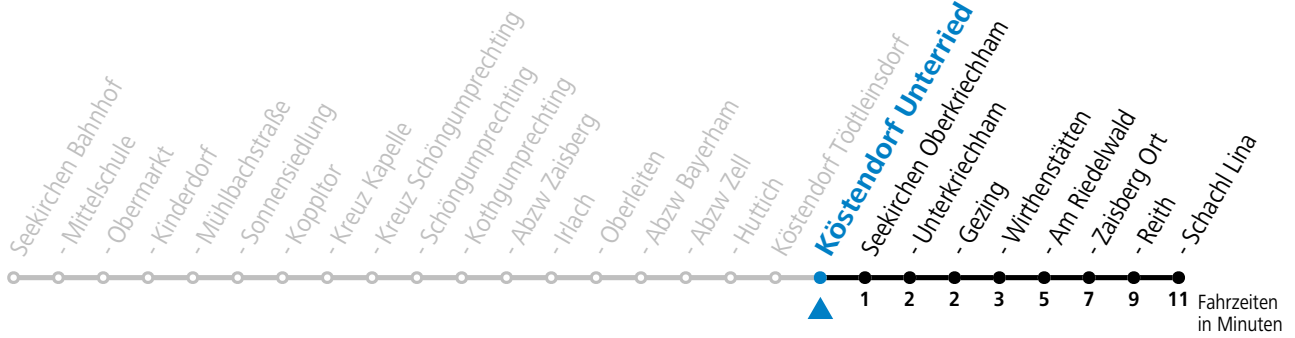 Seekirchen Bahnhof
- Mittelschule
- Obermarkt
- Kinderdorf
- Mühlbachstraße
- Sonnensiedlung
- Koppltor
- Kreuz Kapelle
- Kreuz Schöngumprechting
- Schöngumprechting
- Kothgumprechting
- Abzw Zaisberg
- Irlach
- Oberleiten
- Abzw Bayerham
- Abzw Zell
- Huttich
Köstendorf Tödtleinsdorf
Köstendorf Unterried
Seekirchen Oberkriechham
- Unterkriechham
- Gezing
- Wirthenstätten
- Am Riedelwald
- Zaisberg Ort
- Reith
- Schachl Lina
1 2 2 3 5 7 9 11 Fahrzeiten
in Minuten